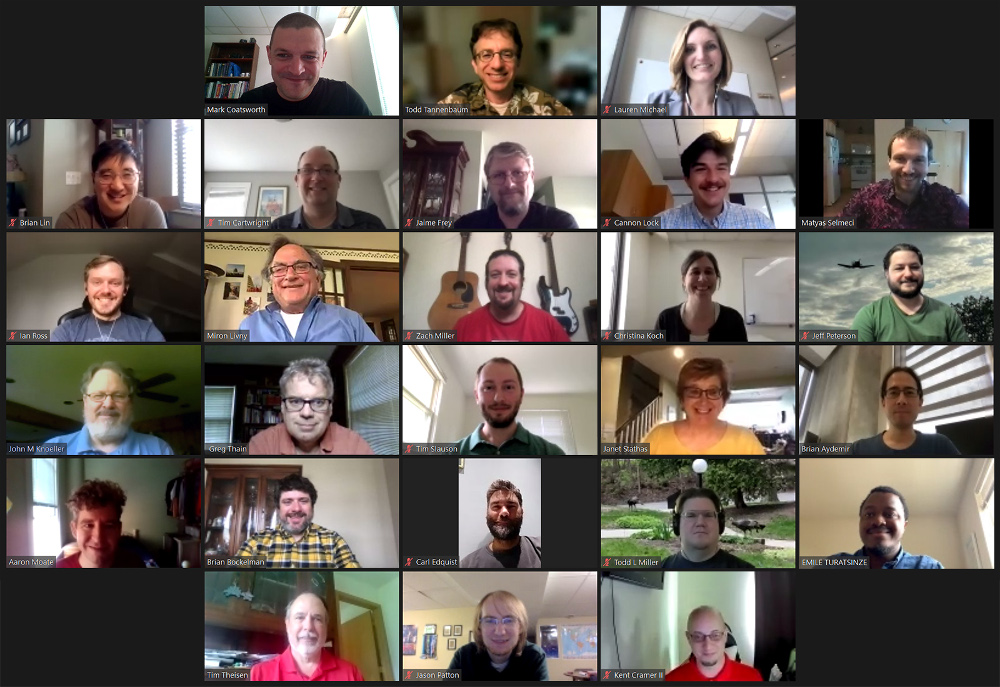 Mark Coatsworth
Todd Tannenbaum
Lauren Michael
Brian Lin
Tim Cartwright
Jaime Frey
Cannon Lock
Matyas Selmeci
Ian Ross
Miron Livny
Zach Miller
Christina Koch
Jeff Peterson
John M Knoeller
Greg Thain
Tim Slauson
Janet Stathas
Brian Aydemir
Aaron Moate
Brian Bockelman
Carl Edquist
Todd L Miller
EMILE TURATSINZE
Tim Theisen
Jason Patton
Kent Cramer II